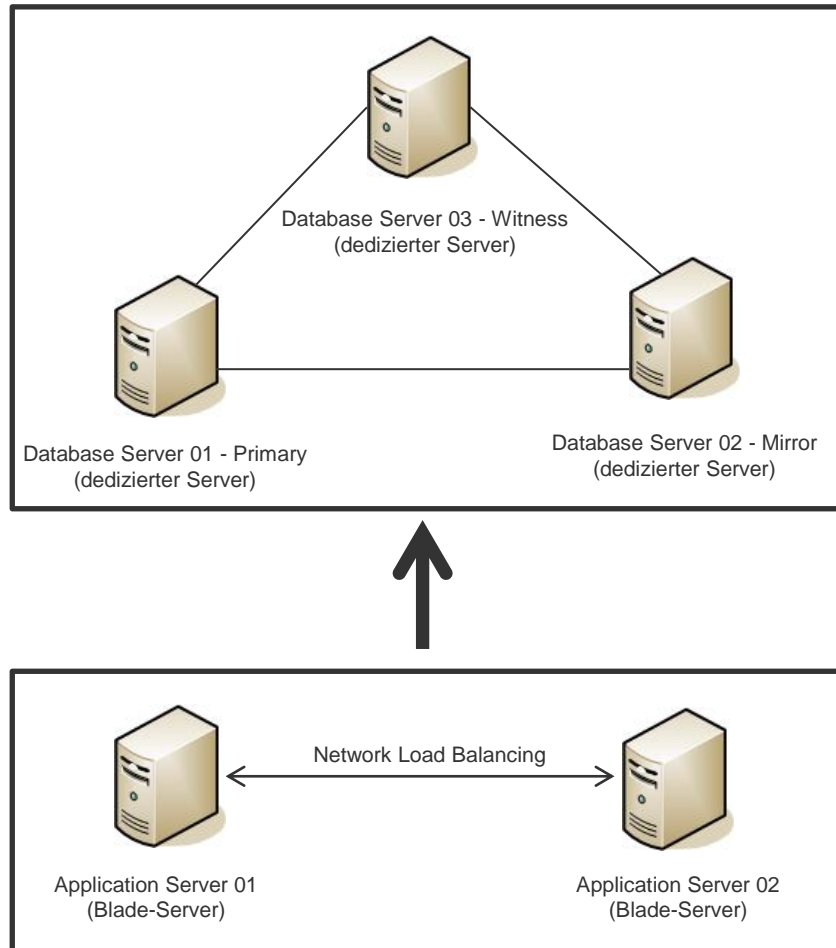 Database Server 03 - Witness
(dedizierter Server)
Database Server 01 - Primary
(dedizierter Server)
Database Server 02 - Mirror
(dedizierter Server)
Network Load Balancing
Application Server 01
(Blade-Server)
Application Server 02
(Blade-Server)